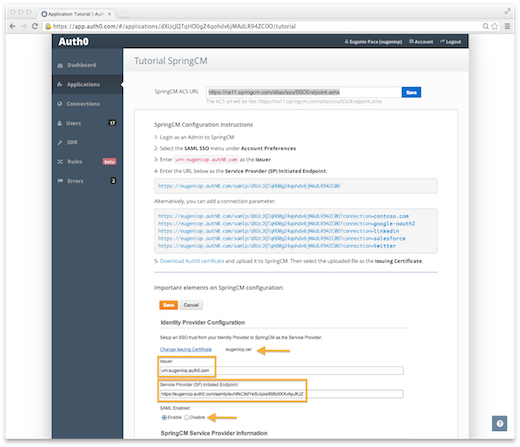 Application Tutorial | Auth0
https://app.auth0.com/#/applications/dXUcJQTqHD0gZ4qohdv6jMAdLR94ZC0O/tutorial
Auth0
Eugenio Pace (eugeniop)
Account
Logout
Dashboard
Applications
Connections
Users 17
SDK
Rules Beta
Errors 2
Tutorial SpringCM
SpringCM ACS URL
https://na11.springcm.com/atlas/sso/SSOEndpoint.ashx
Save
The ACS url will be like: https://na11.springcm.com/atlas/sso/SSOEndpoint.ashx
SpringCM Configuration Instructions
1- Login as an Admin to SpringCM
2- Select the SAML SSO menu under Account Preferences
3- Enter urn:eugeniop.auth0.com as the Issuer
4- Enter the URL below as the Service Provider (SP) Initiated Endpoint:
https://eugeniop.auth0.com/samlp/dXUcJQTqHD0gZ4qohdv6jMAdLR94ZC0O
Alternatively, you can add a connection parameter:
https://eugeniop.auth0.com/samlp/dXUcJQTqHD0gZ4qohdv6jMAdLR94ZC0O?connection=contoso.com
https://eugeniop.auth0.com/samlp/dXUcJQTqHD0gZ4qohdv6jMAdLR94ZC0O?connection=google-oauth2
https://eugeniop.auth0.com/samlp/dXUcJQTqHD0gZ4qohdv6jMAdLR94ZC0O?connection=linkedin
https://eugeniop.auth0.com/samlp/dXUcJQTqHD0gZ4qohdv6jMAdLR94ZC0O?connection=salesforce
https://eugeniop.auth0.com/samlp/dXUcJQTqHD0gZ4qohdv6jMAdLR94ZC0O?connection=twitter
5- Download Auth0 certificate and upload it to SpringCM. Then select the uploaded file as the Issuing Certificate.
Important elements on SpringCM configuration:
Save Cancel
Identity Provider Configuration
Setup an SSO trust from your Identity Provider to SpringCM as the Service Provider.
Change Issuing Certificate eugeniop.cer
Issuer:
urn:eugeniop.auth0.com
Service Provider (SP) Initiated Endpoint:
SAML Enabled
Enable Disable
SpringCM Service Provider Information
?